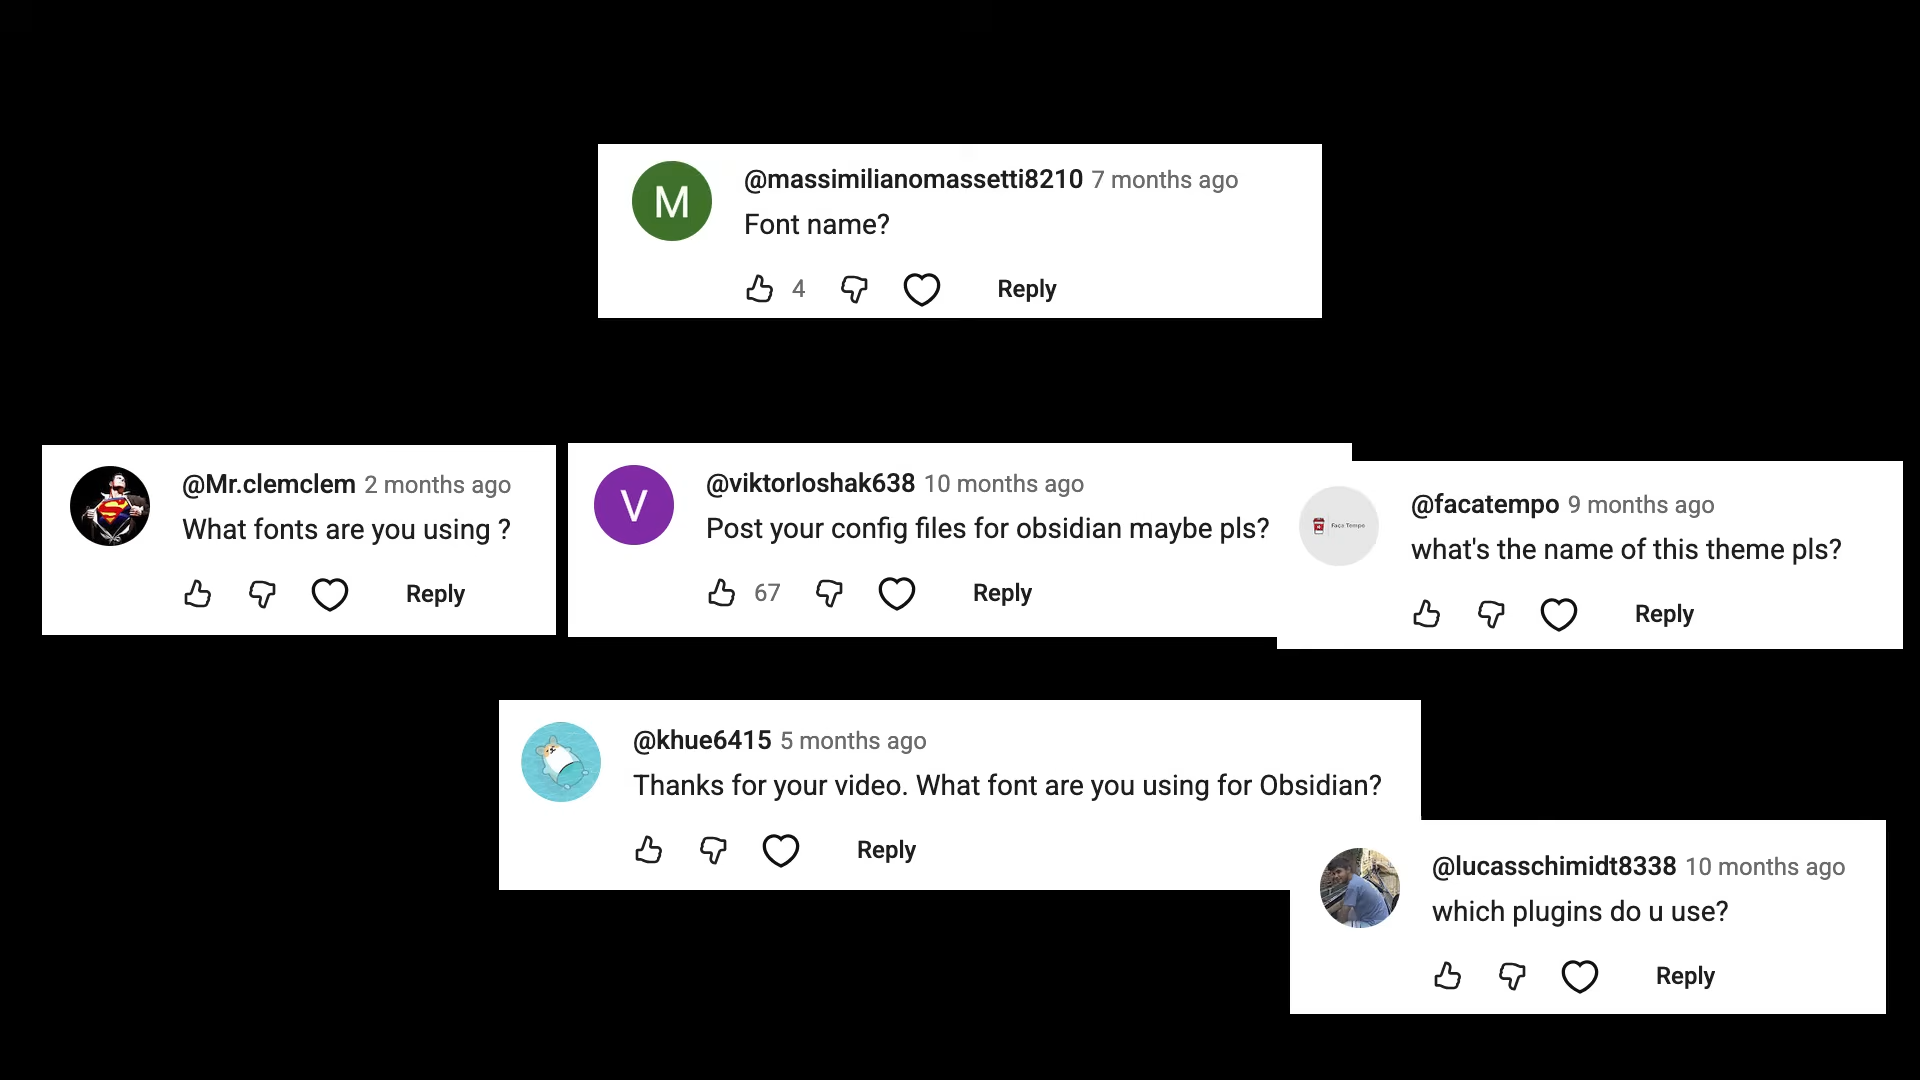 M
@massimilianomassetti8210 7 months ago
Font name?
4
Reply
@Mr.clemclem 2 months ago
What fonts are you using ?
Reply
V
@viktorloshak638 10 months ago
Post your config files for obsidian maybe pls?
67
Reply
Faça Tempo
@facatempo 9 months ago
what's the name of this theme pls?
Reply
@khue6415 5 months ago
Thanks for your video. What font are you using for Obsidian?
Reply
@lucasschimidt8338 10 months ago
which plugins do u use?
Reply